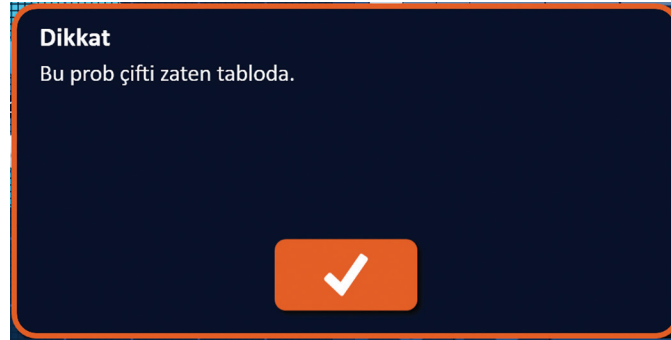 Dikkat
Bu prob çifti zaten tabloda.